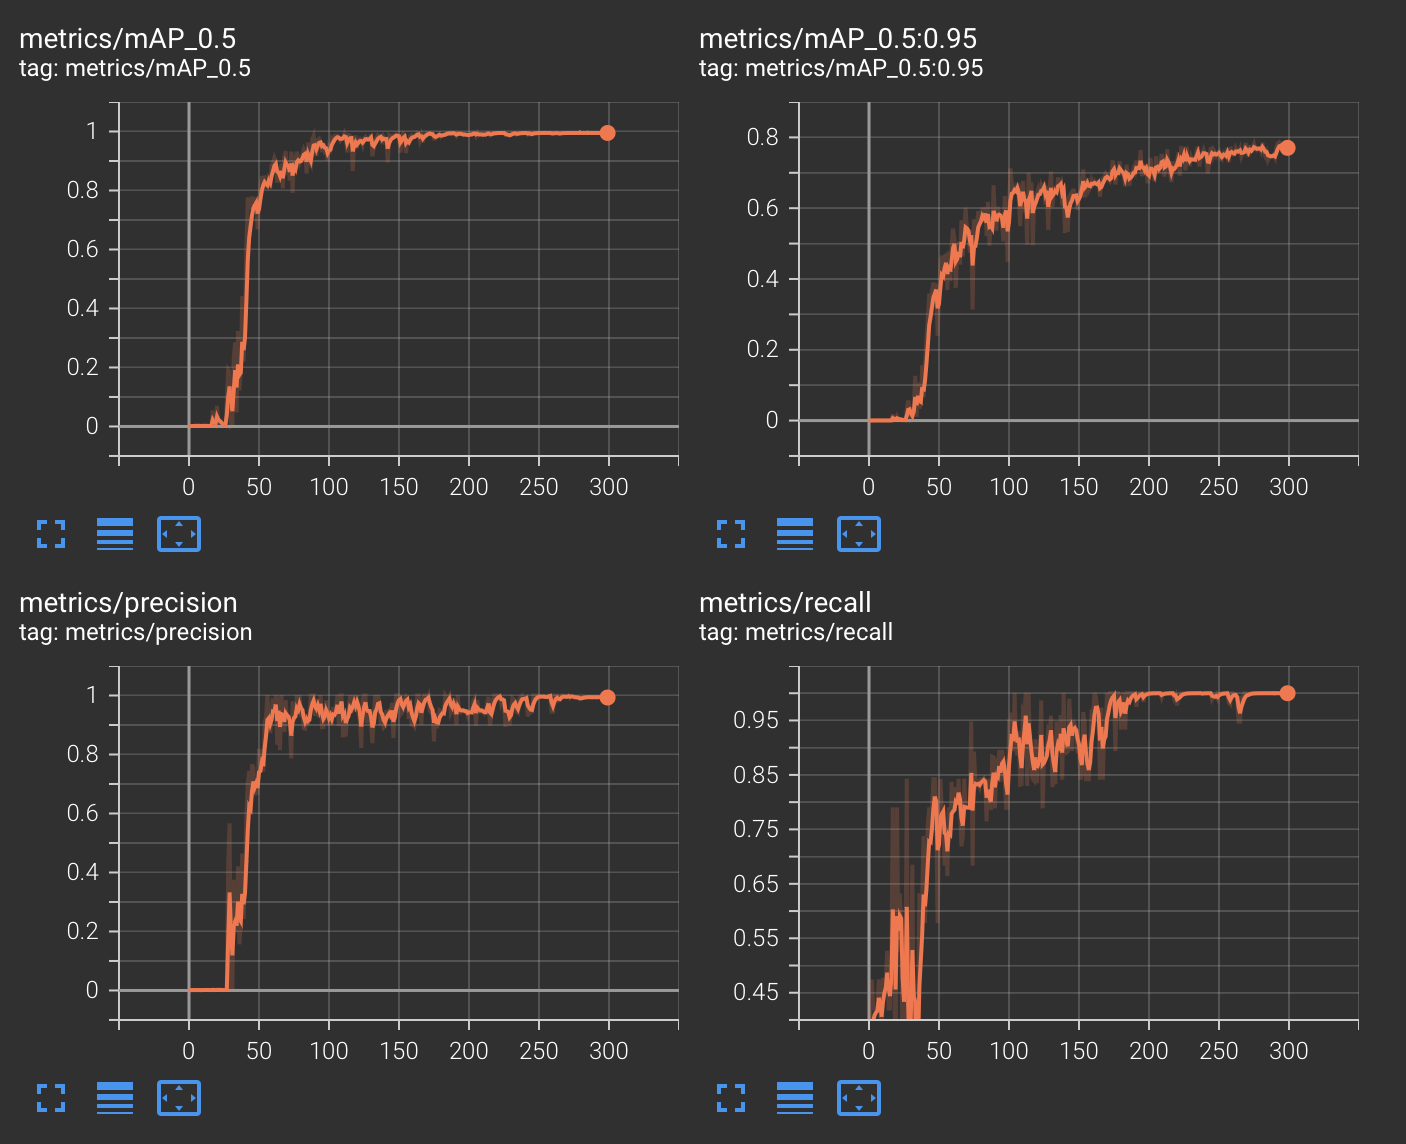 metrics/mAP_0.5
tag: metrics/mAP_0.5
1
0.8
0.6
0.4
0.2
0
0 50 100 150 200 250 300
metrics/mAP_0.5:0.95
tag: metrics/mAP_0.5:0.95
0.8
0.6
0.4
0.2
0
0 50 100 150 200 250 300
metrics/precision
tag: metrics/precision
1
0.8
0.6
0.4
0.2
0
0 50 100 150 200 250 300
metrics/recall
tag: metrics/recall
0.95
0.85
0.75
0.65
0.55
0.45
0 50 100 150 200 250 300